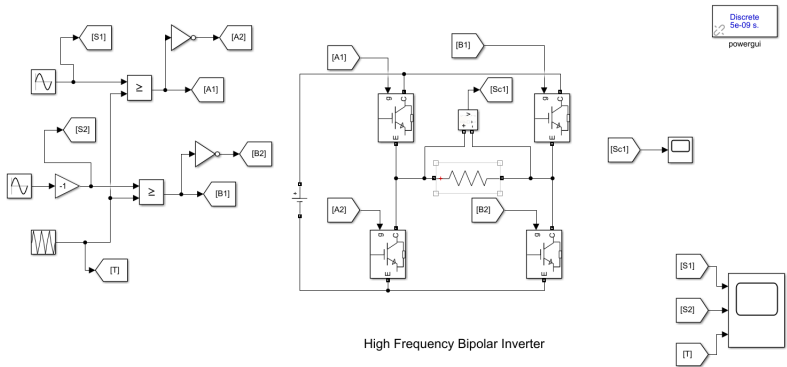 Discrete
5e-09 s.
powergui
[S1]
[A2]
≥
[A1]
[S2]
[B2]
-1
≥
[B1]
[T]
[A1]
[B1]
[Sc1]
g
C
E
+
-
v
g
C
E
+
+
[A2]
[B2]
g
C
E
g
C
E
[Sc1]
[S1]
[S2]
[T]
High Frequency Bipolar Inverter